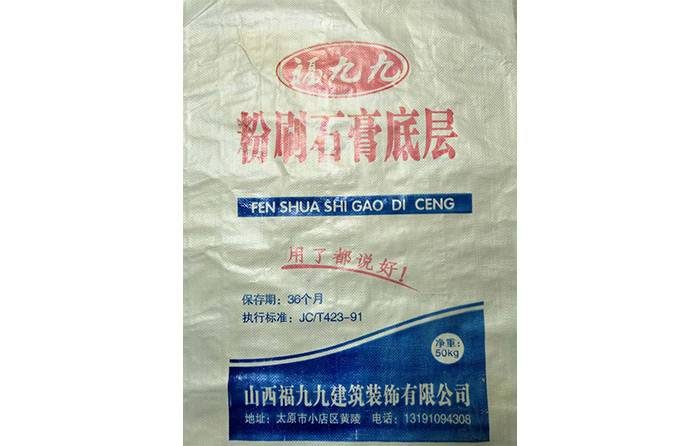 福九九
粉刷石膏底层
FEN SHUA SHI GAO DI CENG
用了都说好!
保存期：36个月
执行标准：JC/T423-91
净重：
50kg
山西福九九建筑装饰有限公司
地址：太原市小店区黄陵 电话：13191094308